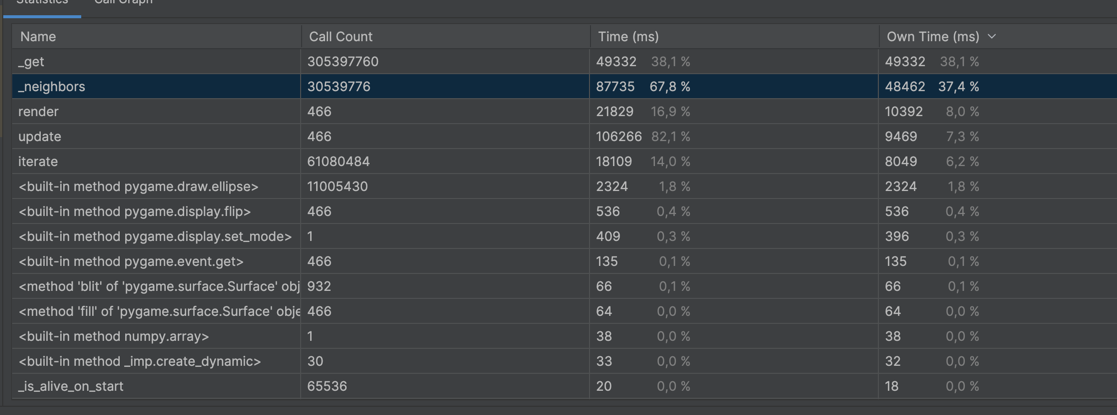 Statistics Call Graph
Name Call Count Time (ms) Own Time (ms)
_get 305397760 49332 38,1 % 49332 38,1 %
_neighbors 30539776 87735 67,8 % 48462 37,4 %
render 466 21829 16,9 % 10392 8,0 %
update 466 106266 82,1 % 9469 7,3 %
iterate 61080484 18109 14,0 % 8049 6,2 %
<built-in method pygame.draw.ellipse> 11005430 2324 1,8 % 2324 1,8 %
<built-in method pygame.display.flip> 466 536 0,4 % 536 0,4 %
<built-in method pygame.display.set_mode> 1 409 0,3 % 396 0,3 %
<built-in method pygame.event.get> 466 135 0,1 % 135 0,1 %
<method 'blit' of 'pygame.surface.Surface' obj 932 66 0,1 % 66 0,1 %
<method 'fill' of 'pygame.surface.Surface' obje 466 64 0,0 % 64 0,0 %
<built-in method numpy.array> 1 38 0,0 % 38 0,0 %
<built-in method _imp.create_dynamic> 30 33 0,0 % 32 0,0 %
_is_alive_on_start 65536 20 0,0 % 18 0,0 %